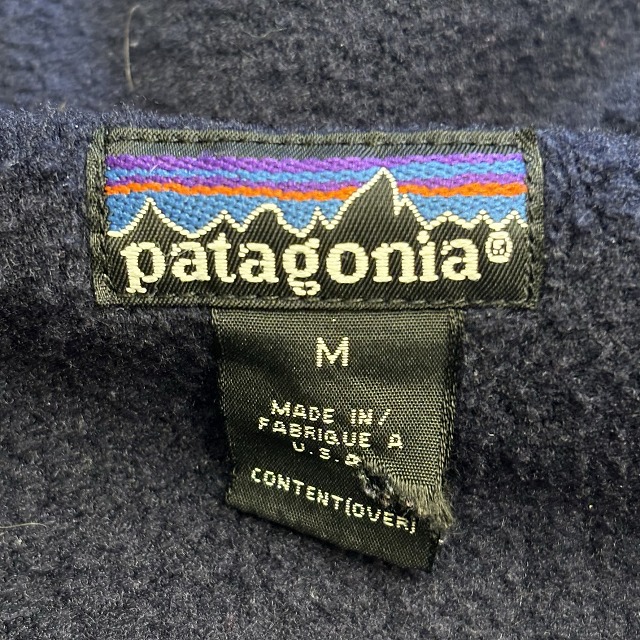 patagonia®
M
MADE IN/
FABRIQUE A
U.S.A
CONTENT(OVER)